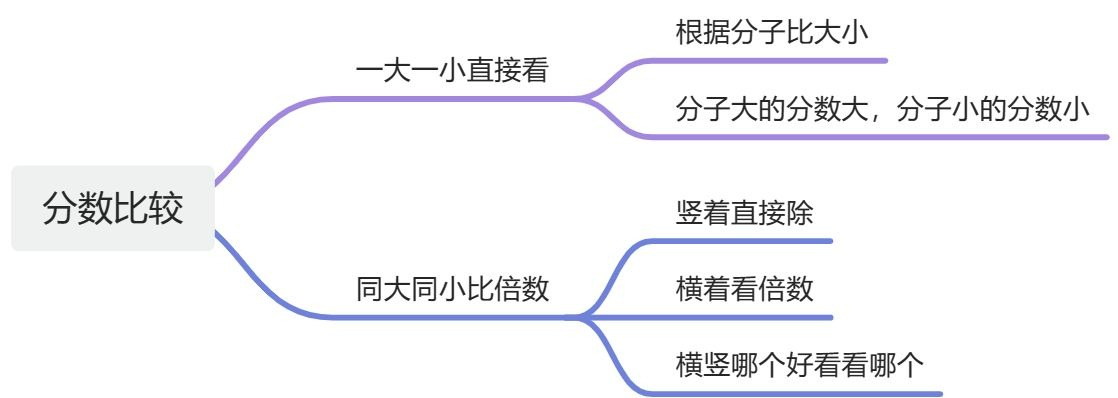 分数比较
一大一小直接看
根据分子比大小
分子大的分数大，分子小的分数小
同大同小比倍数
竖着直接除
横着看倍数
横竖哪个好看看哪个